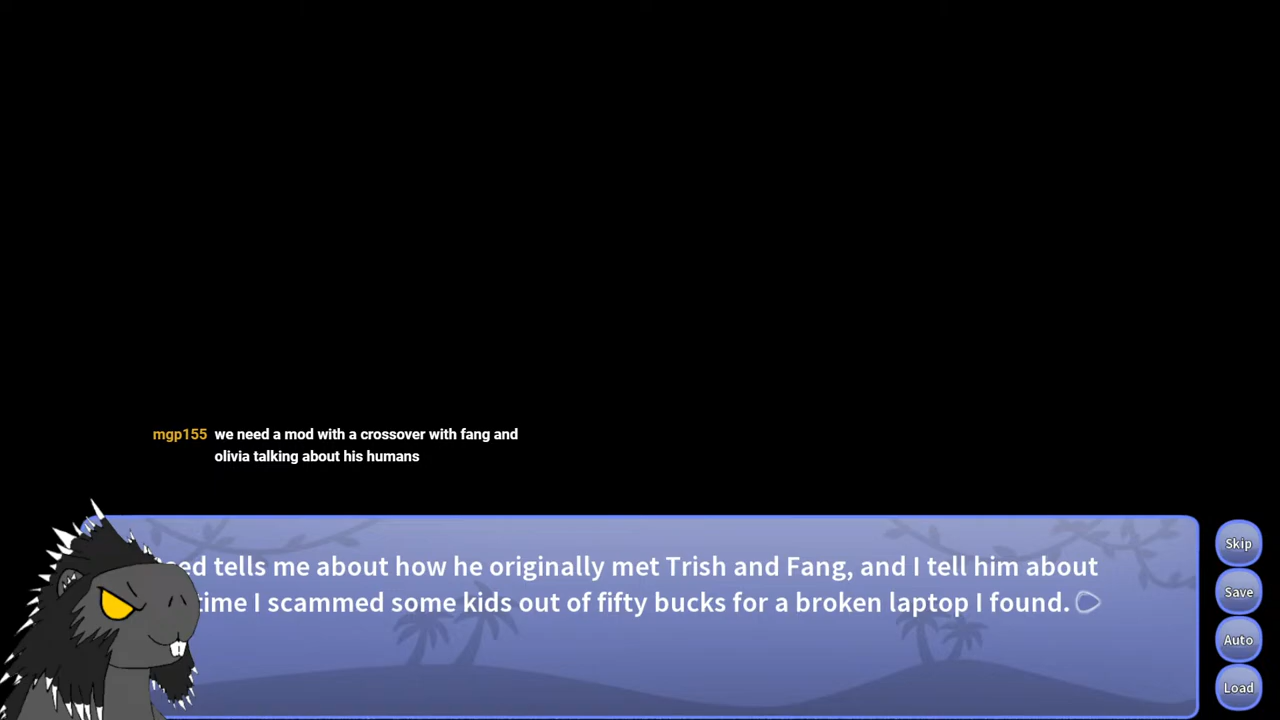 mgp155 we need a mod with a crossover with fang and
olivia talking about his humans
tells me about how he originally met Trish and Fang, and I tell him about
time I scammed some kids out of fifty bucks for a broken laptop I found.
Skip
Save
Auto
Load